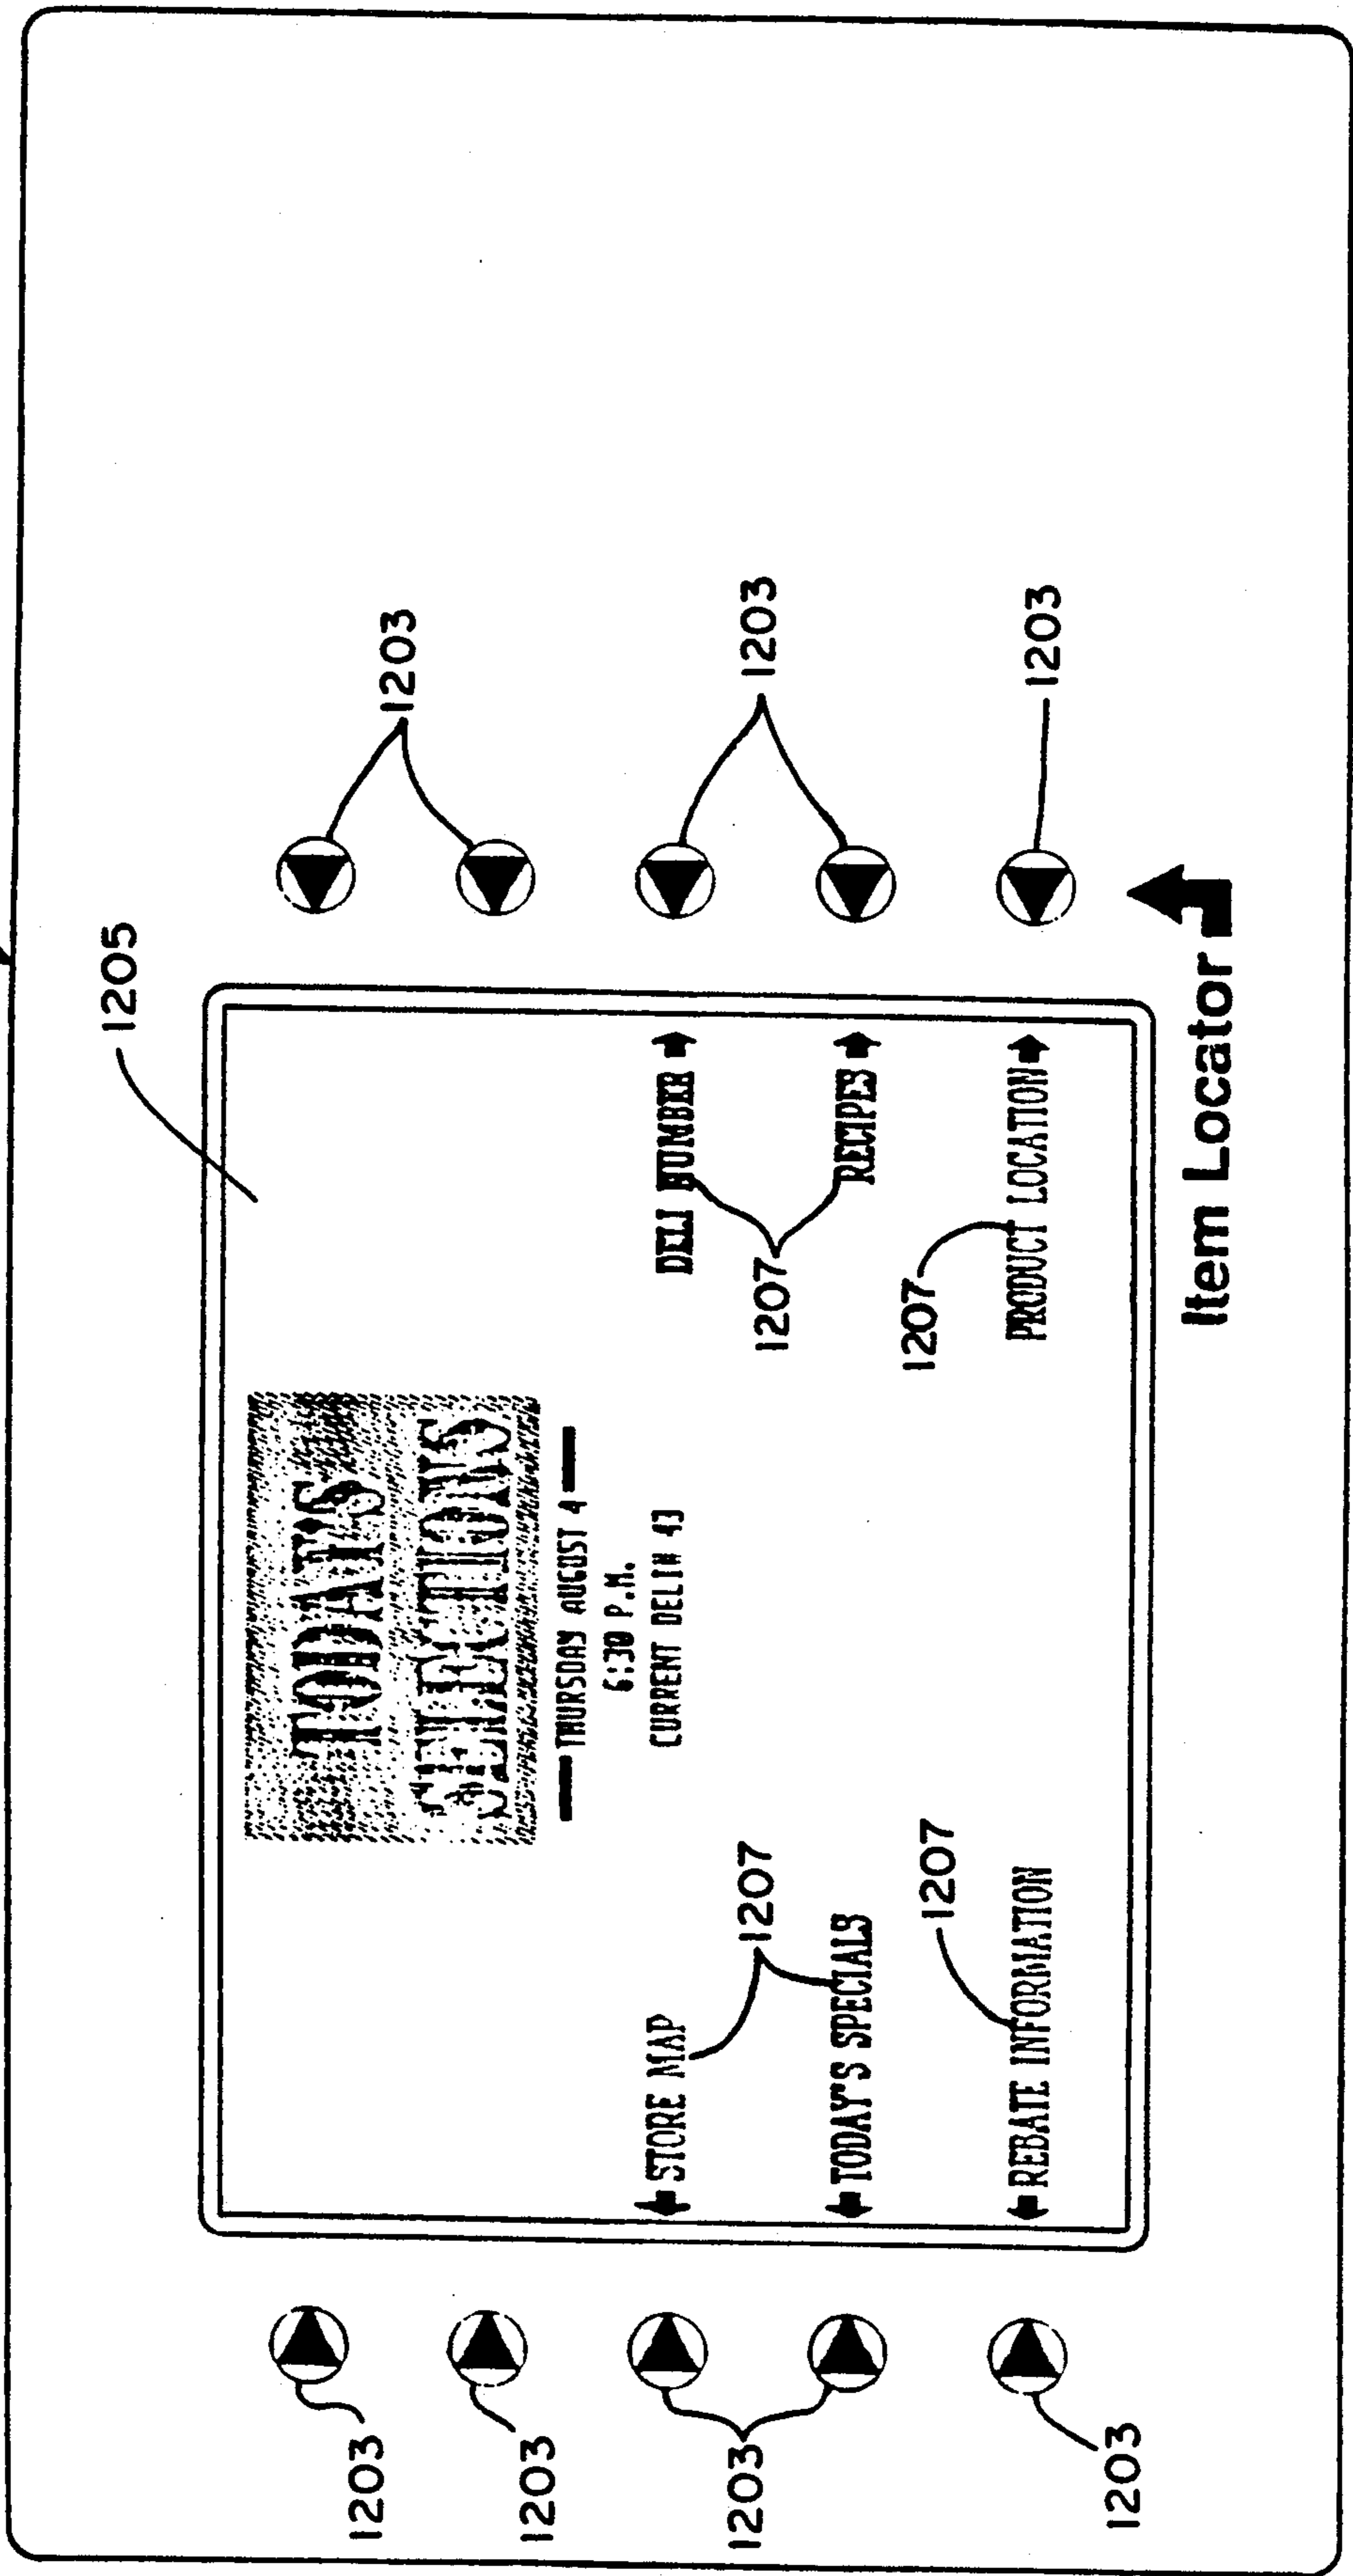 1205
TODAY'S
SELECTIONS
THURSDAY AUGUST 4
6:30 P.M.
CURRENT DELI# 43
1203
1203
1203
1203
STORE MAP
1207
TODAY'S SPECIALS
1207
REBATE INFORMATION
DELI NUMBER
1207
RECIPES
1207
PRODUCT LOCATION
1203
1203
1203
Item Locator